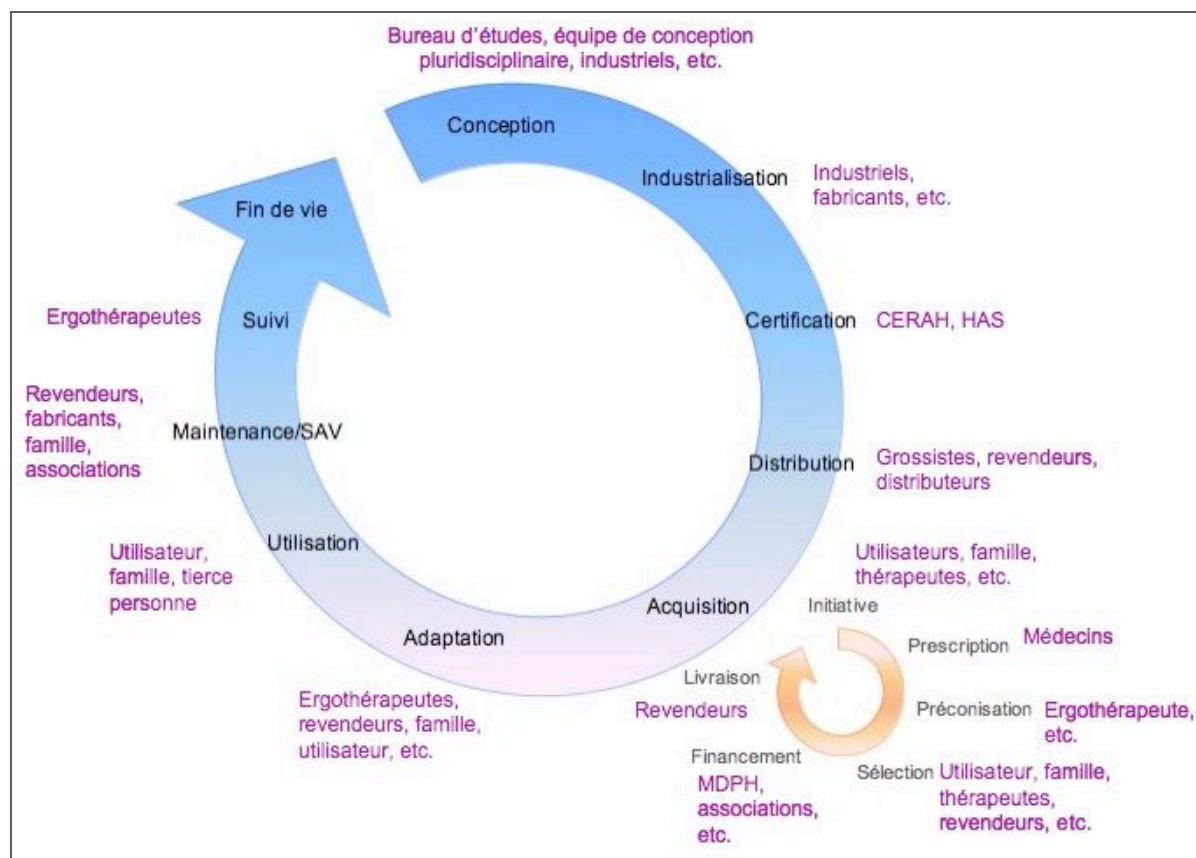 Bureau d'études, équipe de conception
pluridisciplinaire, industriels, etc.
Conception
Industrialisation
Industriels,
fabricants, etc.
Certification
CERAH, HAS
Distribution
Grossistes, revendeurs,
distributeurs
Acquisition
Utilisateurs, famille,
thérapeutes, etc.
Initiative
Prescription
Médecins
Préconisation
Ergothérapeute,
etc.
Sélection
Utilisateur, famille,
thérapeutes,
revendeurs, etc.
Financement
MDPH,
associations,
etc.
Livraison
Revendeurs
Adaptation
Ergothérapeutes,
revendeurs, famille,
utilisateur, etc.
Utilisation
Utilisateur,
famille, tierce
personne
Maintenance/SAV
Revendeurs,
fabricants,
famille,
associations
Suivi
Ergothérapeutes
Fin de vie